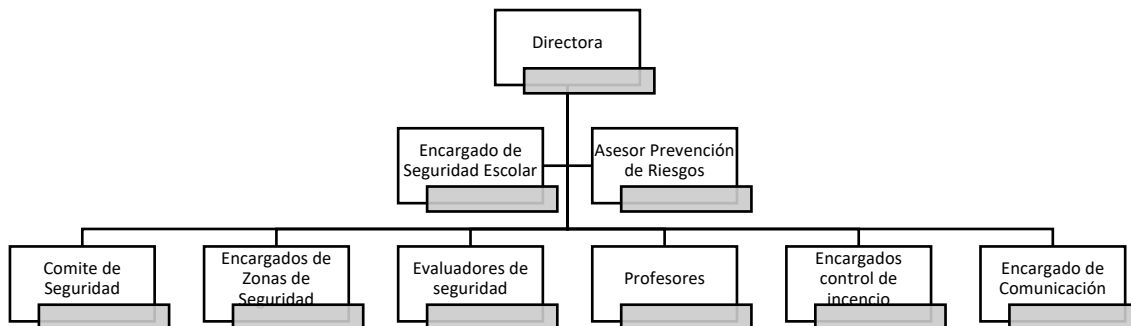 Directora
Encargado de
Seguridad Escolar
Asesor Prevención
de Riesgos
Comite de
Seguridad
Encargados de
Zonas de
Seguridad
Evaluadores de
seguridad
Profesores
Encargados
control de
incencio
Encargado de
Comunicación